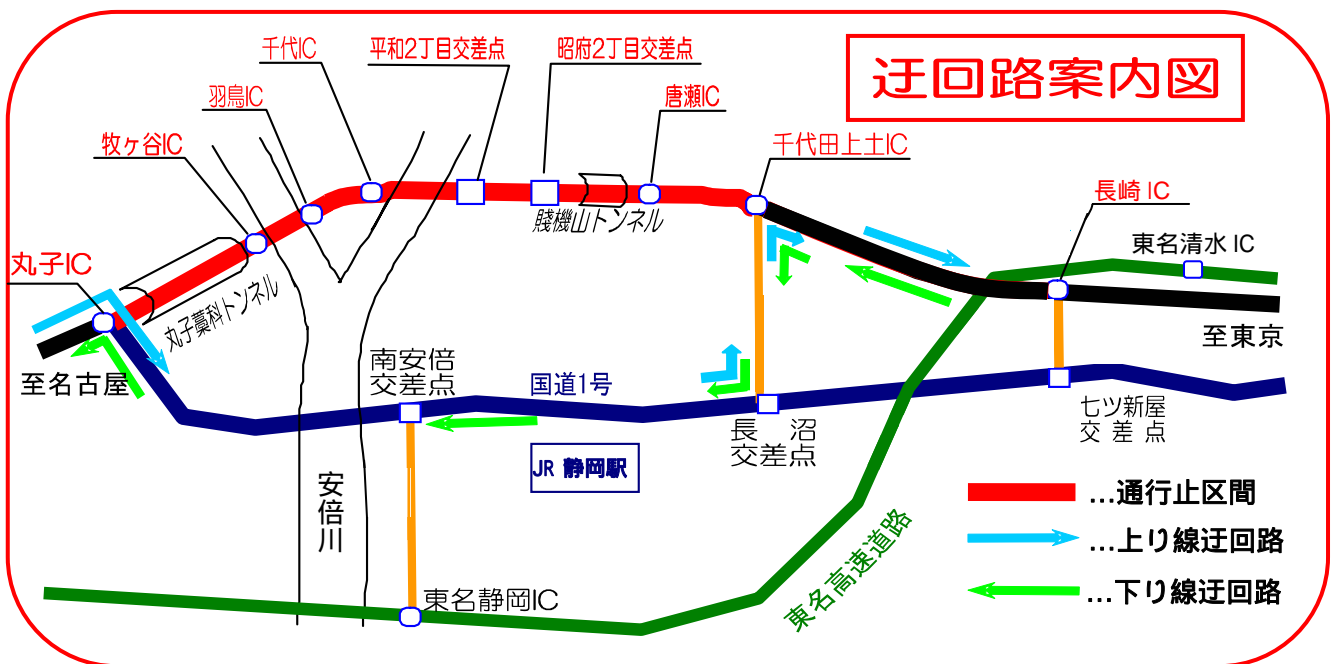 迂回路案内図
千代IC
平和2丁目交差点
昭府2丁目交差点
羽鳥IC
唐瀬IC
牧ヶ谷IC
千代田上土IC
長崎 IC
賤機山トンネル
東名清水 IC
丸子IC
丸子藁科トンネル
至東京
至名古屋
南安倍
交差点
国道1号
長 沼
交差点
七ツ新屋
交 差 点
JR 静岡駅
安倍川
...通行止区間
...上り線迂回路
...下り線迂回路
東名高速道路
東名静岡IC